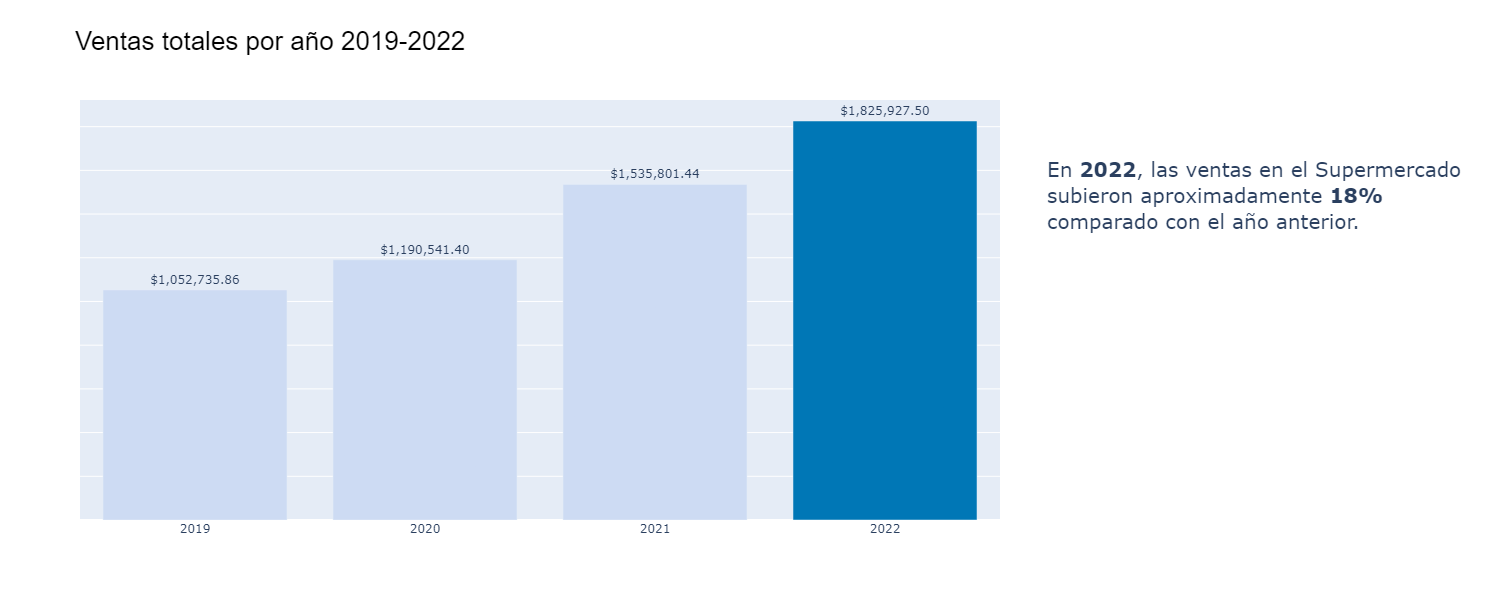 Ventas totales por año 2019-2022
$1,825,927.50
$1,535,801.44
$1,190,541.40
$1,052,735.86
2019
2020
2021
2022
En 2022, las ventas en el Supermercado
subieron aproximadamente 18%
comparado con el año anterior.